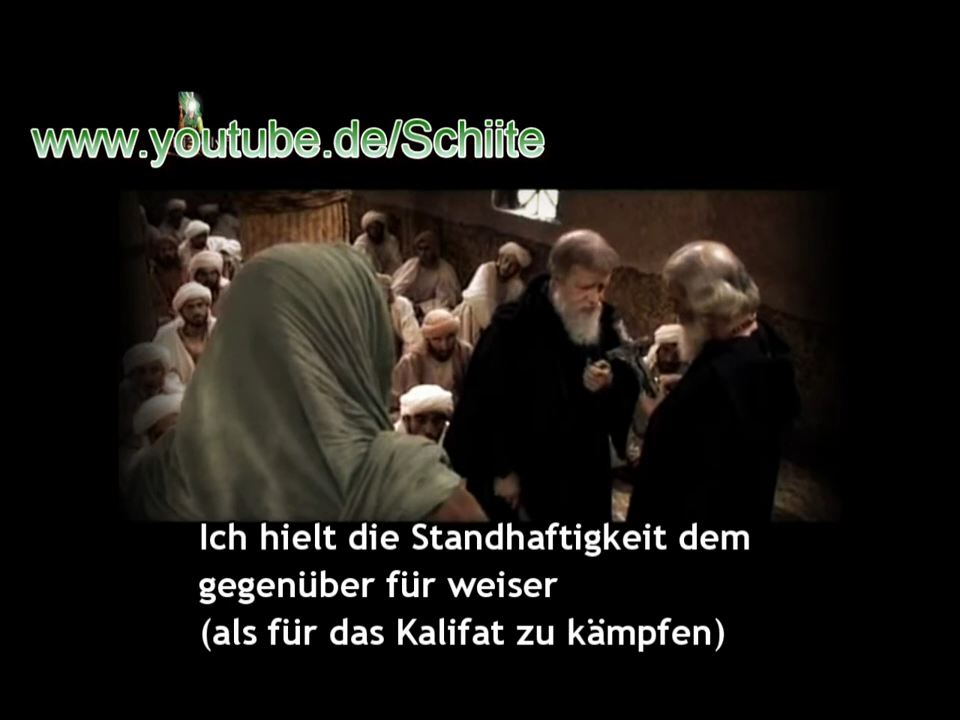 www.youtube.de/Schiite
Ich hielt die Standhaftigkeit dem
gegenüber für weiser
(als für das Kalifat zu kämpfen)